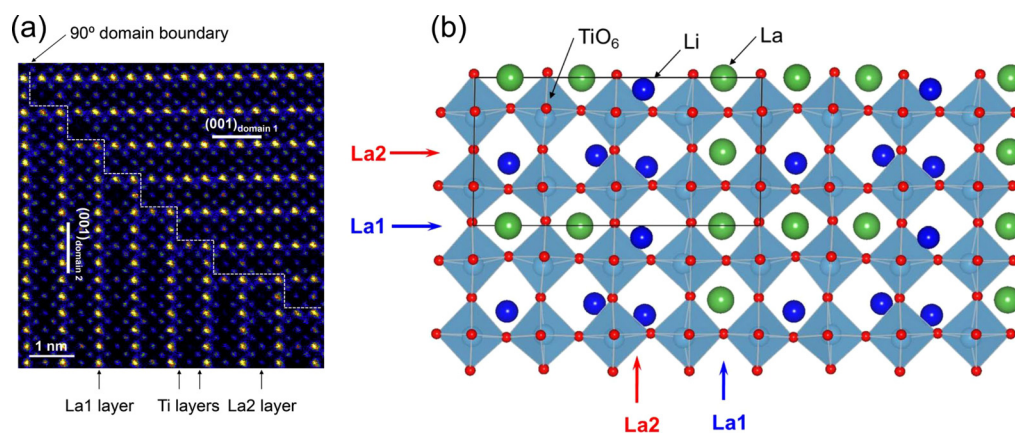 (a)
90º domain boundary
(001)domain 1
(001)domain 2
1 nm
La1 layer
Ti layers
La2 layer
(b)
TiO6
Li
La
La2
La1
La2
La1